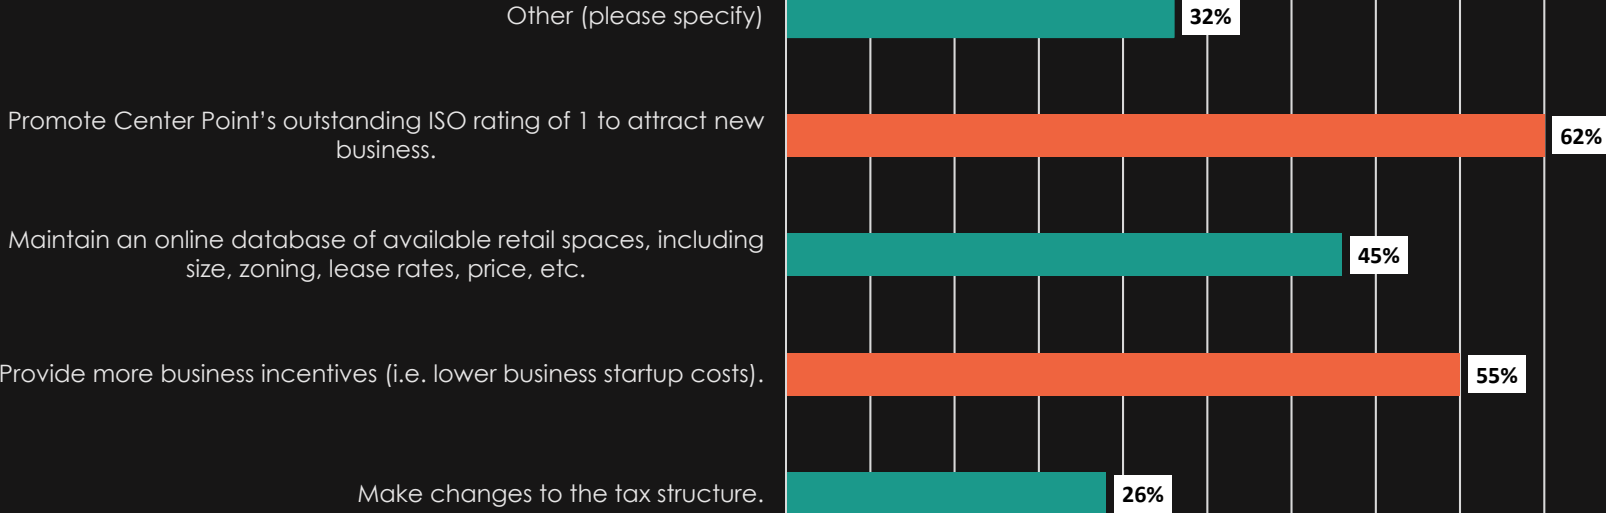 Other (please specify)
32%
Promote Center Point’s outstanding ISO rating of 1 to attract new
business.
62%
Maintain an online database of available retail spaces, including
size, zoning, lease rates, price, etc.
45%
Provide more business incentives (i.e. lower business startup costs).
55%
Make changes to the tax structure.
26%